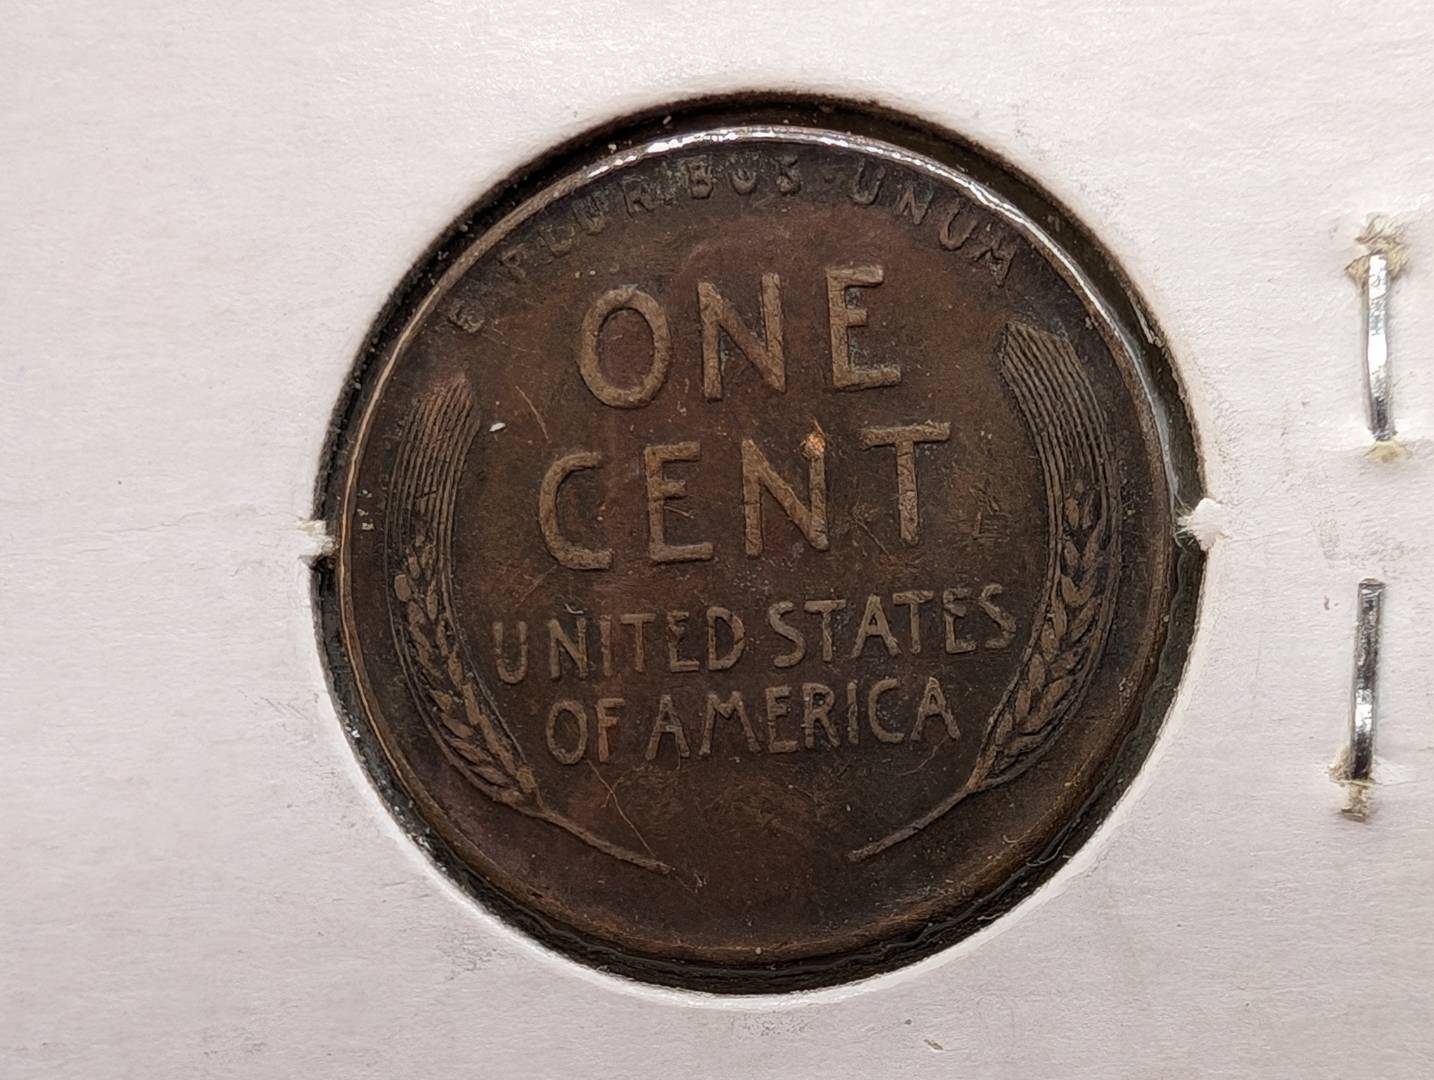 E · PLURIBUS · UNUM
ONE
CENT
UNITED STATES
OF AMERICA